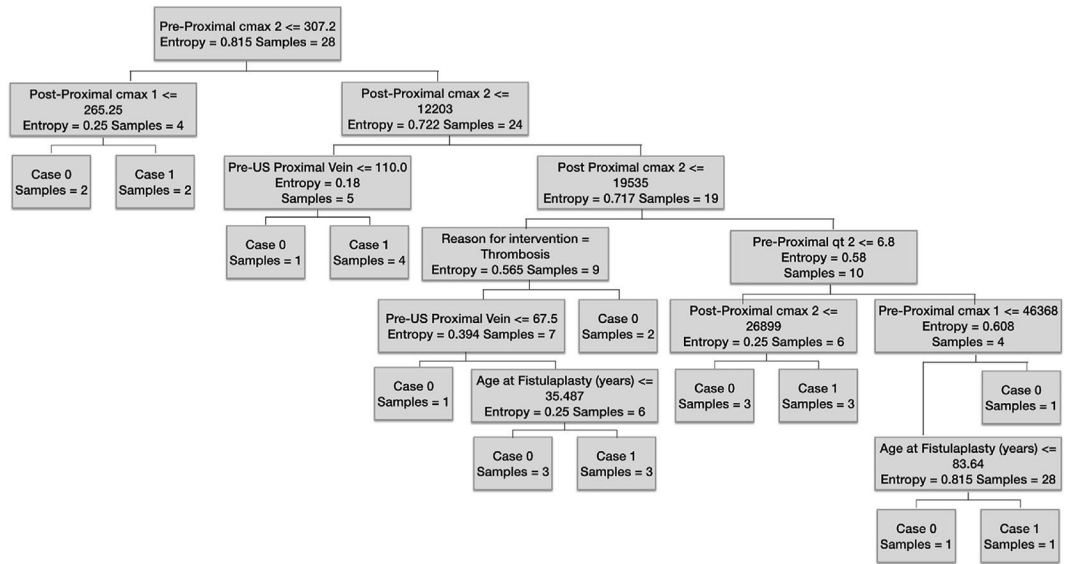 Pre-Proximal cmax 2 <= 307.2
Entropy = 0.815 Samples = 28
Post-Proximal cmax 1 <=
265.25
Entropy = 0.25 Samples = 4
Post-Proximal cmax 2 <=
12203
Entropy = 0.722 Samples = 24
Case 0
Samples = 2
Case 1
Samples = 2
Pre-US Proximal Vein <= 110.0
Entropy = 0.18
Samples = 5
Post Proximal cmax 2 <=
19535
Entropy = 0.717 Samples = 19
Case 0
Samples = 1
Case 1
Samples = 4
Reason for intervention =
Thrombosis
Entropy = 0.565 Samples = 9
Pre-Proximal qt 2 <= 6.8
Entropy = 0.58
Samples = 10
Pre-US Proximal Vein <= 67.5
Entropy = 0.394 Samples = 7
Case 0
Samples = 2
Post-Proximal cmax 2 <=
26899
Entropy = 0.25 Samples = 6
Pre-Proximal cmax 1 <= 46368
Entropy = 0.608
Samples = 4
Case 0
Samples = 1
Age at Fistulaplasty (years) <=
35.487
Entropy = 0.25 Samples = 6
Case 0
Samples = 3
Case 1
Samples = 3
Case 0
Samples = 1
Case 0
Samples = 3
Case 1
Samples = 3
Age at Fistulaplasty (years) <=
83.64
Entropy = 0.815 Samples = 28
Case 0
Samples = 1
Case 1
Samples = 1